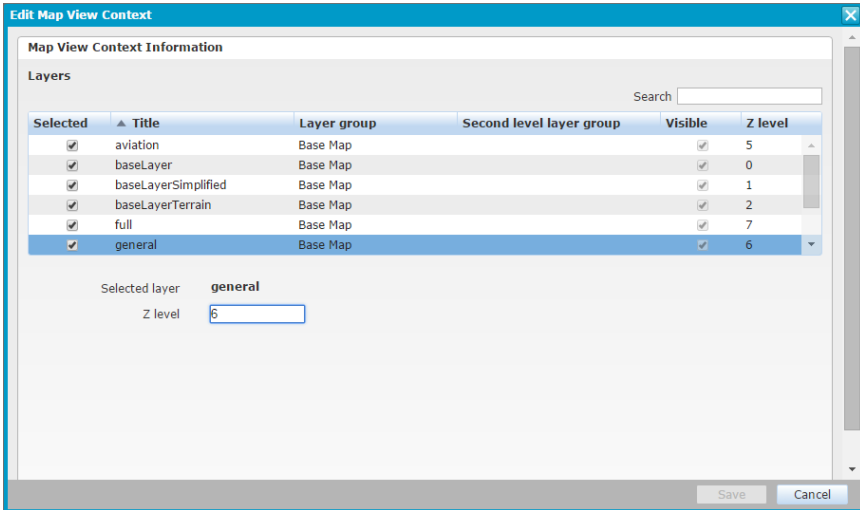 Edit Map View Context
Map View Context Information
Layers
Search
Selected Title Layer group Second level layer group Visible Z level
aviation Base Map 5
baseLayer Base Map 0
baseLayerSimplified Base Map 1
baseLayerTerrain Base Map 2
full Base Map 7
general Base Map 6
Selected layer general
Z level 6
Save Cancel